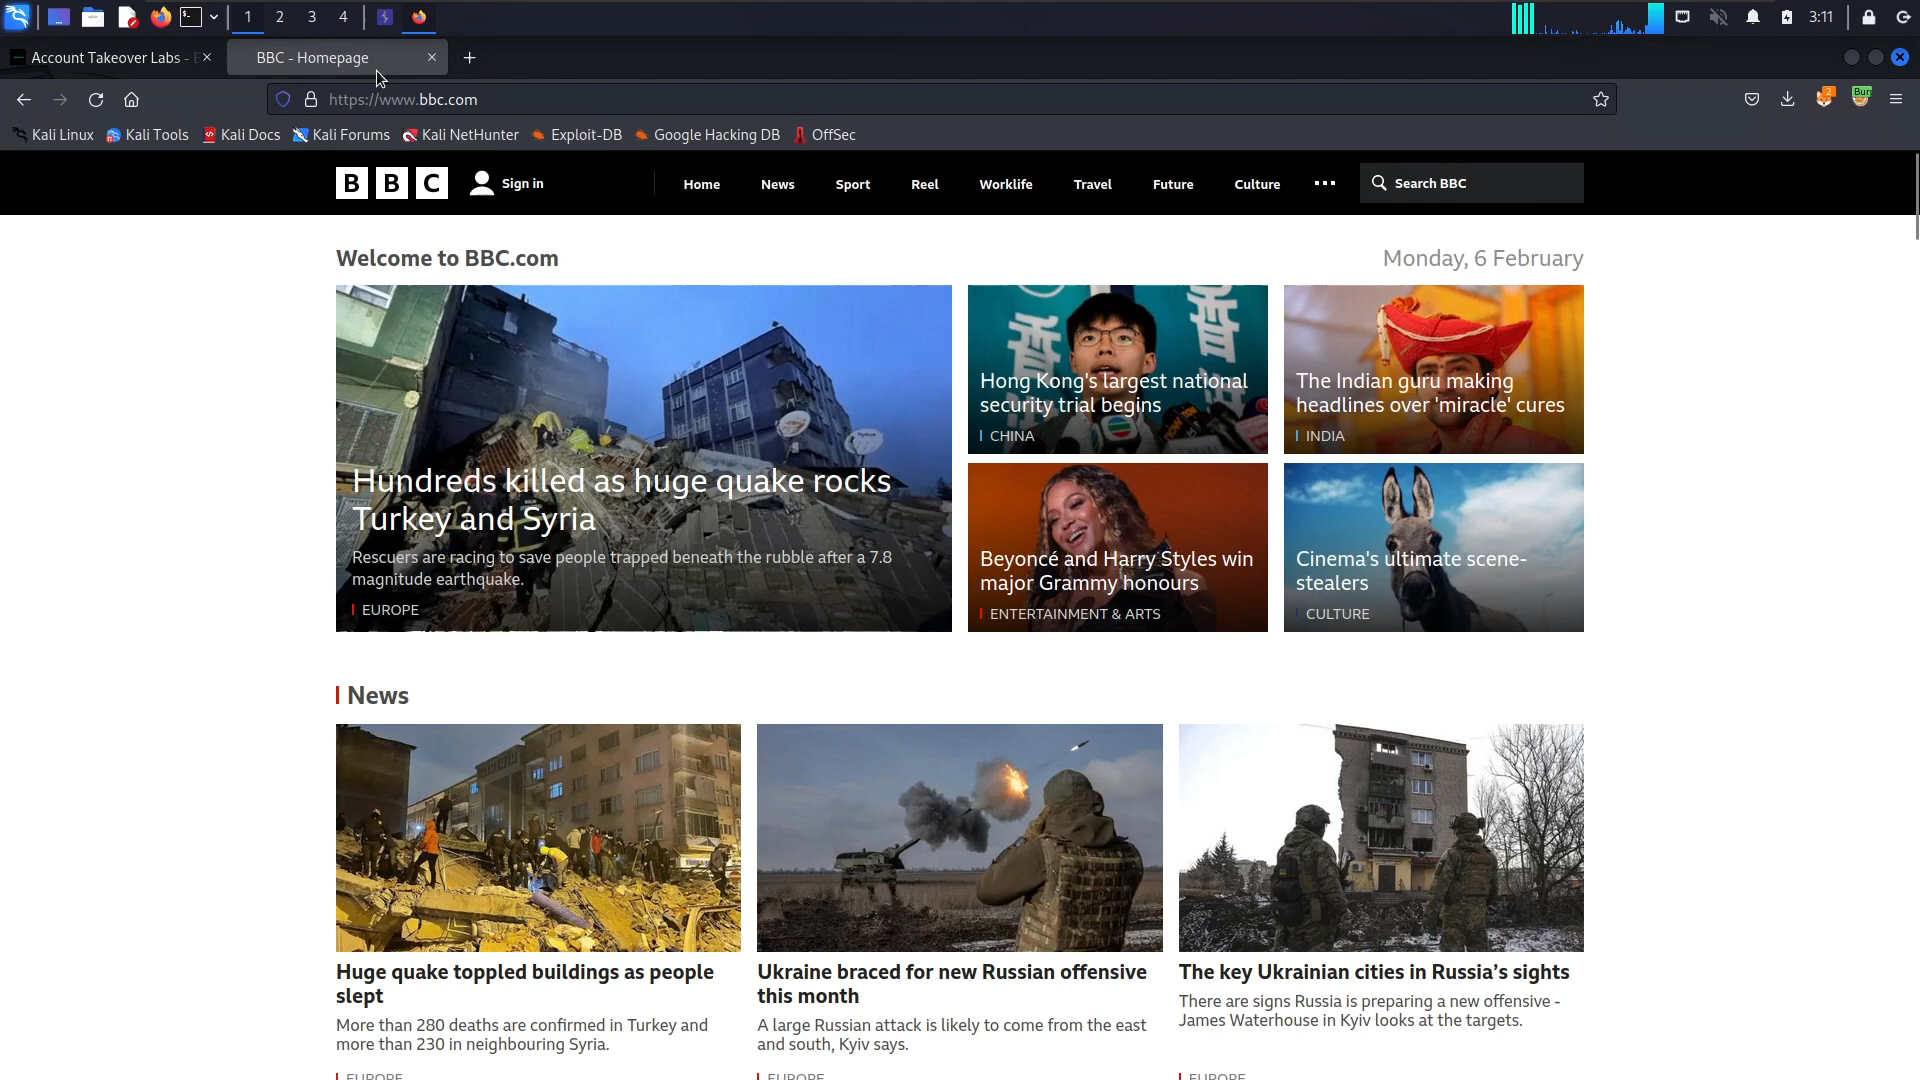 1 2 3 4
3:11
Account Takeover Labs -
BBC - Homepage
https://www.bbc.com
2
Bur
Kali Linux Kali Tools Kali Docs Kali Forums Kali NetHunter Exploit-DB Google Hacking DB OffSec
BBC Sign in Home News Sport Reel Worklife Travel Future Culture Search BBC
Welcome to BBC.com
Monday, 6 February
Hundreds killed as huge quake rocks
Turkey and Syria
Rescuers are racing to save people trapped beneath the rubble after a 7.8
magnitude earthquake.
EUROPE
Hong Kong's largest national
security trial begins
CHINA
The Indian guru making
headlines over 'miracle' cures
INDIA
Beyoncé and Harry Styles win
major Grammy honours
ENTERTAINMENT & ARTS
Cinema's ultimate scene-
stealers
CULTURE
News
Huge quake toppled buildings as people
slept
More than 280 deaths are confirmed in Turkey and
more than 230 in neighbouring Syria.
EUROPE
Ukraine braced for new Russian offensive
this month
A large Russian attack is likely to come from the east
and south, Kyiv says.
EUROPE
The key Ukrainian cities in Russia’s sights
There are signs Russia is preparing a new offensive -
James Waterhouse in Kyiv looks at the targets.
EUROPE